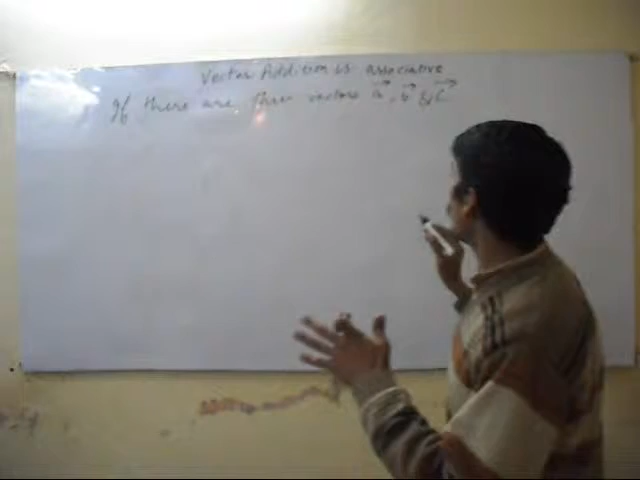 Vector Addition is associative
If there are three vectors a⃗, b⃗ & c⃗